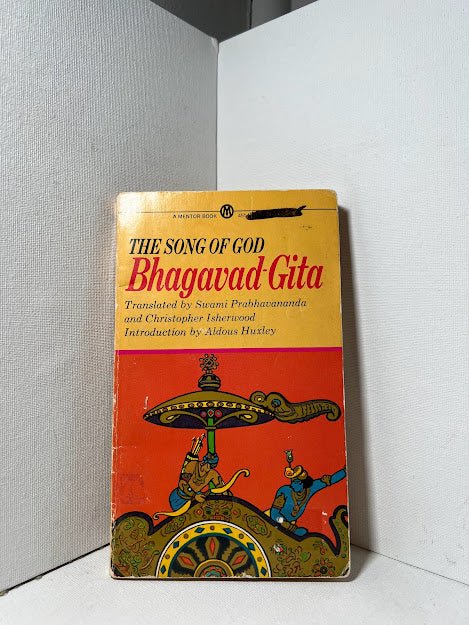 A MENTOR BOOK
THE SONG OF GOD
Bhagavad-Gita
Translated by Swami Prabhavananda
and Christopher Isherwood
Introduction by Aldous Huxley